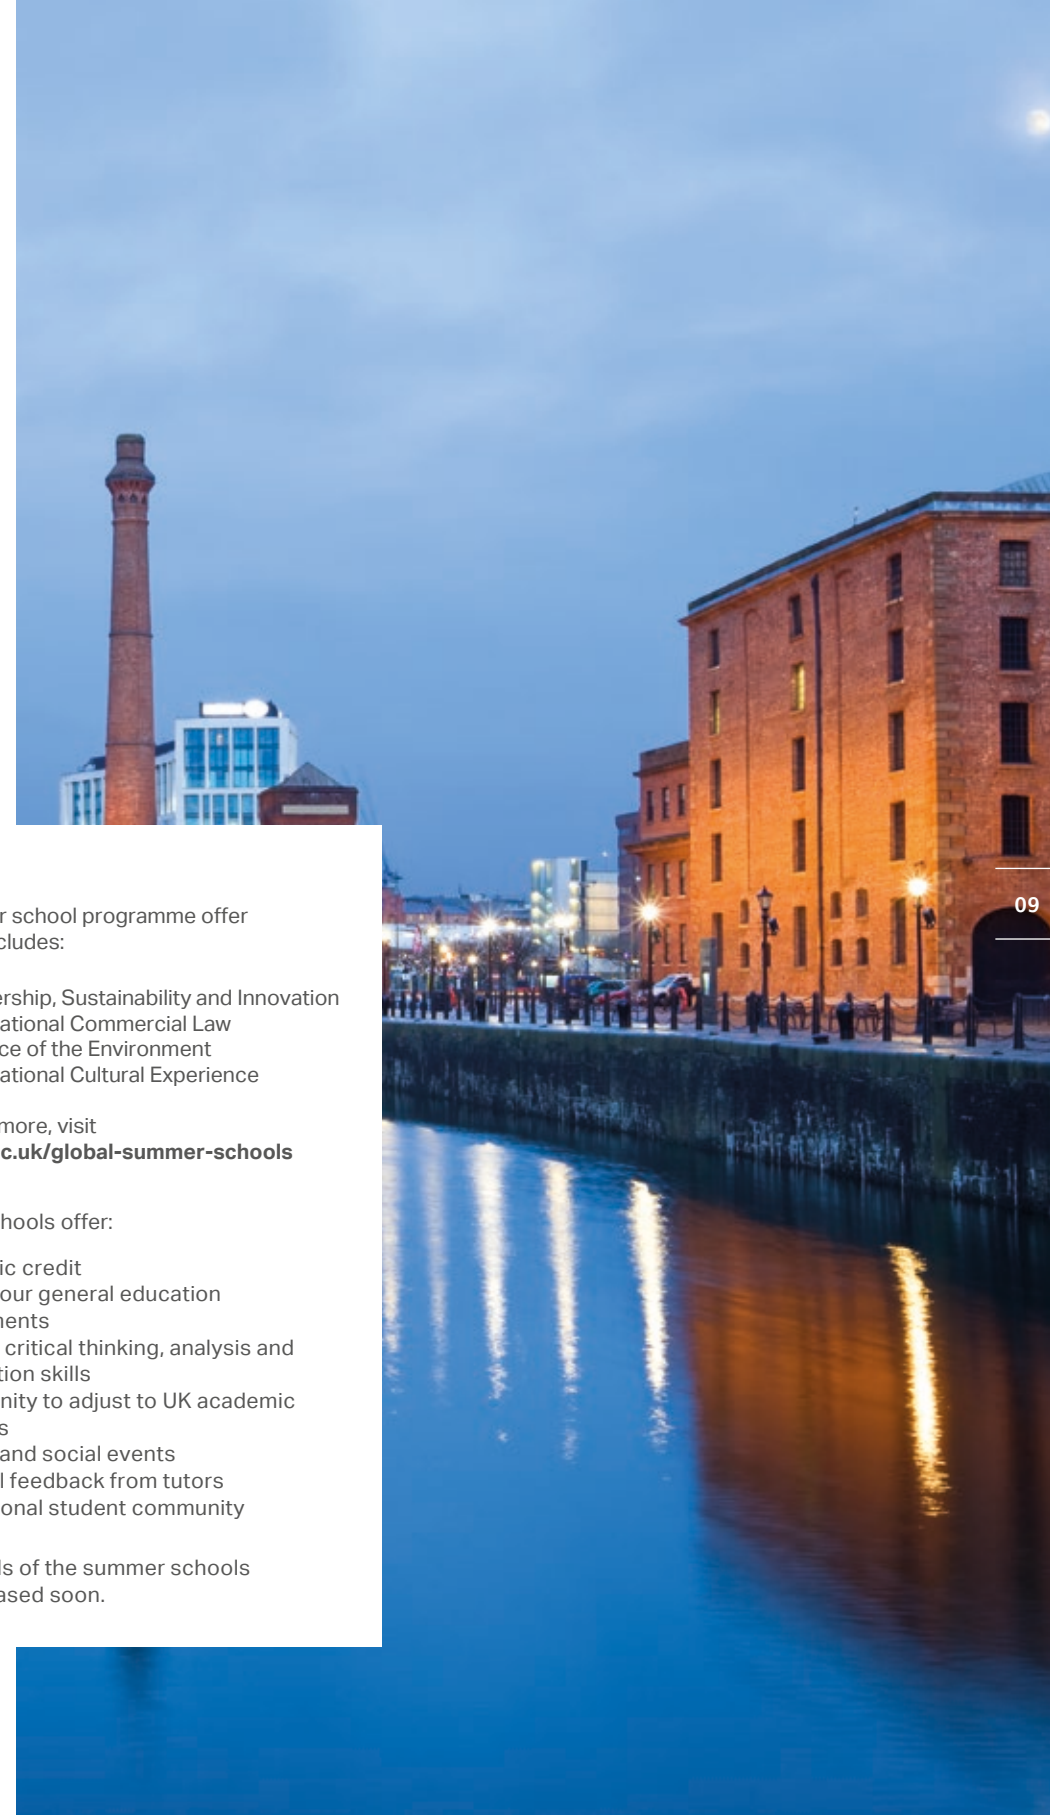 r school programme offer
cludes:
ership, Sustainability and Innovation
ational Commercial Law
ce of the Environment
ational Cultural Experience
more, visit
c.uk/global-summer-schools
hools offer:
ic credit
our general education
ments
critical thinking, analysis and
tion skills
nity to adjust to UK academic
s
and social events
l feedback from tutors
onal student community
ls of the summer schools
ased soon.
09